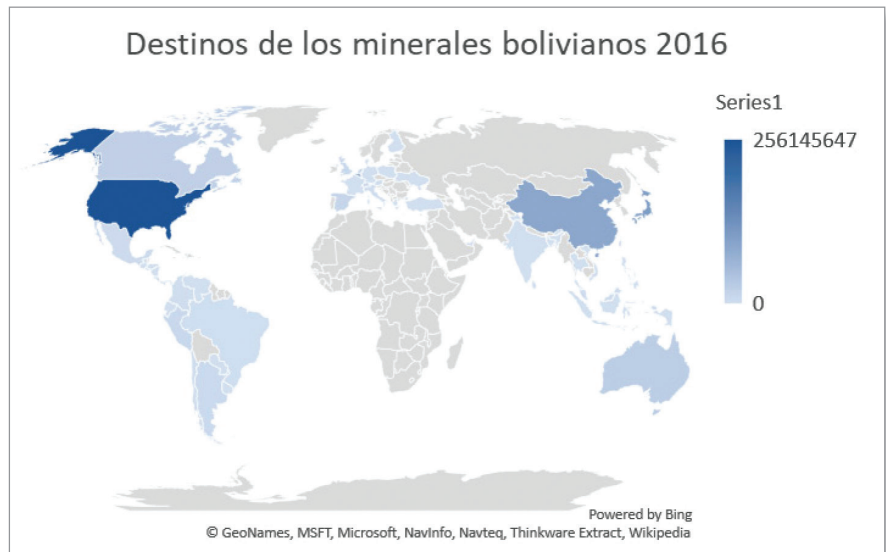 Destinos de los minerales bolivianos 2016
Series1
256145647
0
Powered by Bing
© GeoNames, MSFT, Microsoft, NavInfo, Navteq, Thinkware Extract, Wikipedia